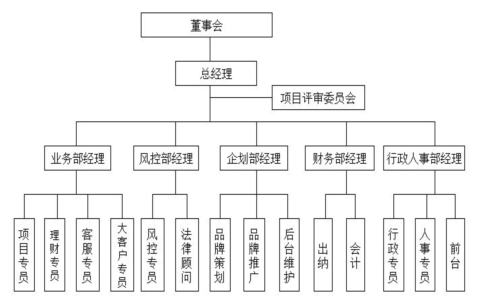 董事会
总经理
项目评审委员会
业务部经理
风控部经理
企划部经理
财务部经理
行政人事部经理
项目专员
理财专员
客服专员
大客户专员
风控专员
法律顾问
品牌策划
品牌推广
后台维护
出纳
会计
行政专员
人事专员
前台